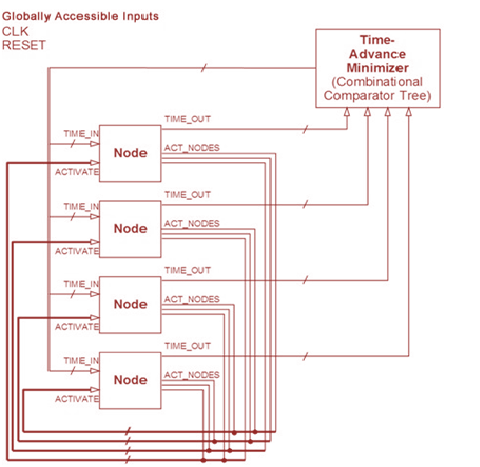 Globally Accessible Inputs
CLK
RESET
Time-
Advance
Minimizer
(Combinational
Comparator Tree)
TIME_IN
ACTIVATE
Node
TIME_OUT
ACT_NODES
TIME_IN
ACTIVATE
Node
TIME_OUT
ACT_NODES
TIME_IN
ACTIVATE
Node
TIME_OUT
ACT_NODES
TIME_IN
ACTIVATE
Node
TIME_OUT
ACT_NODES